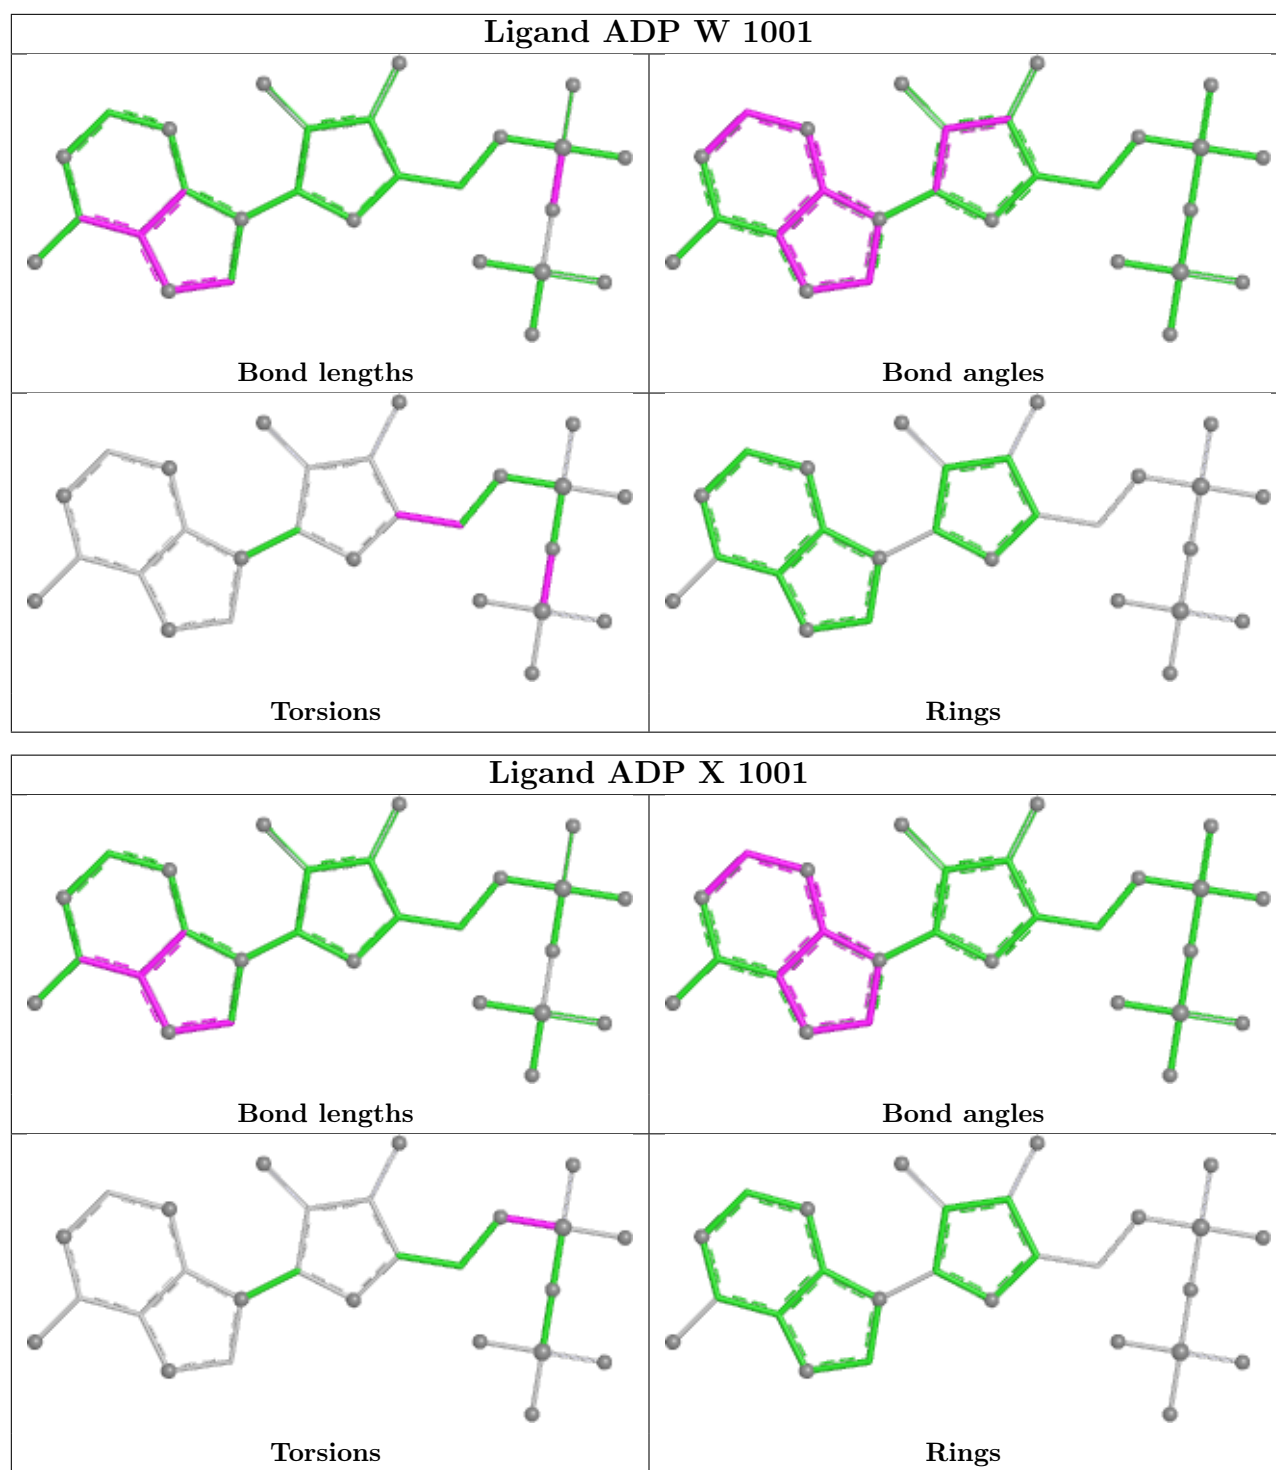 Ligand ADP W 1001
Bond lengths
Bond angles
Torsions
Rings
Ligand ADP X 1001
Bond lengths
Bond angles
Torsions
Rings